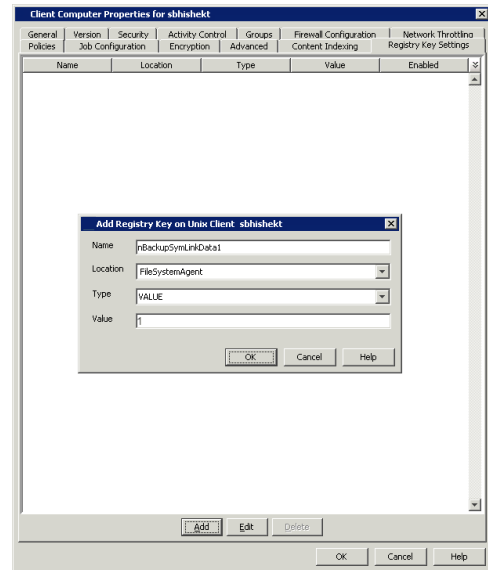 Client Computer Properties for sbhishekt
General Version Security Activity Control Groups Firewall Configuration Network Throttling
Policies Job Configuration Encryption Advanced Content Indexing Registry Key Settings
Name Location Type Value Enabled
Add Registry Key on Unix Client sbhishekt
Name nBackupSymLinkData1
Location FileSystemAgent
Type VALUE
Value 1
OK Cancel Help
Add Edit Delete
OK Cancel Help